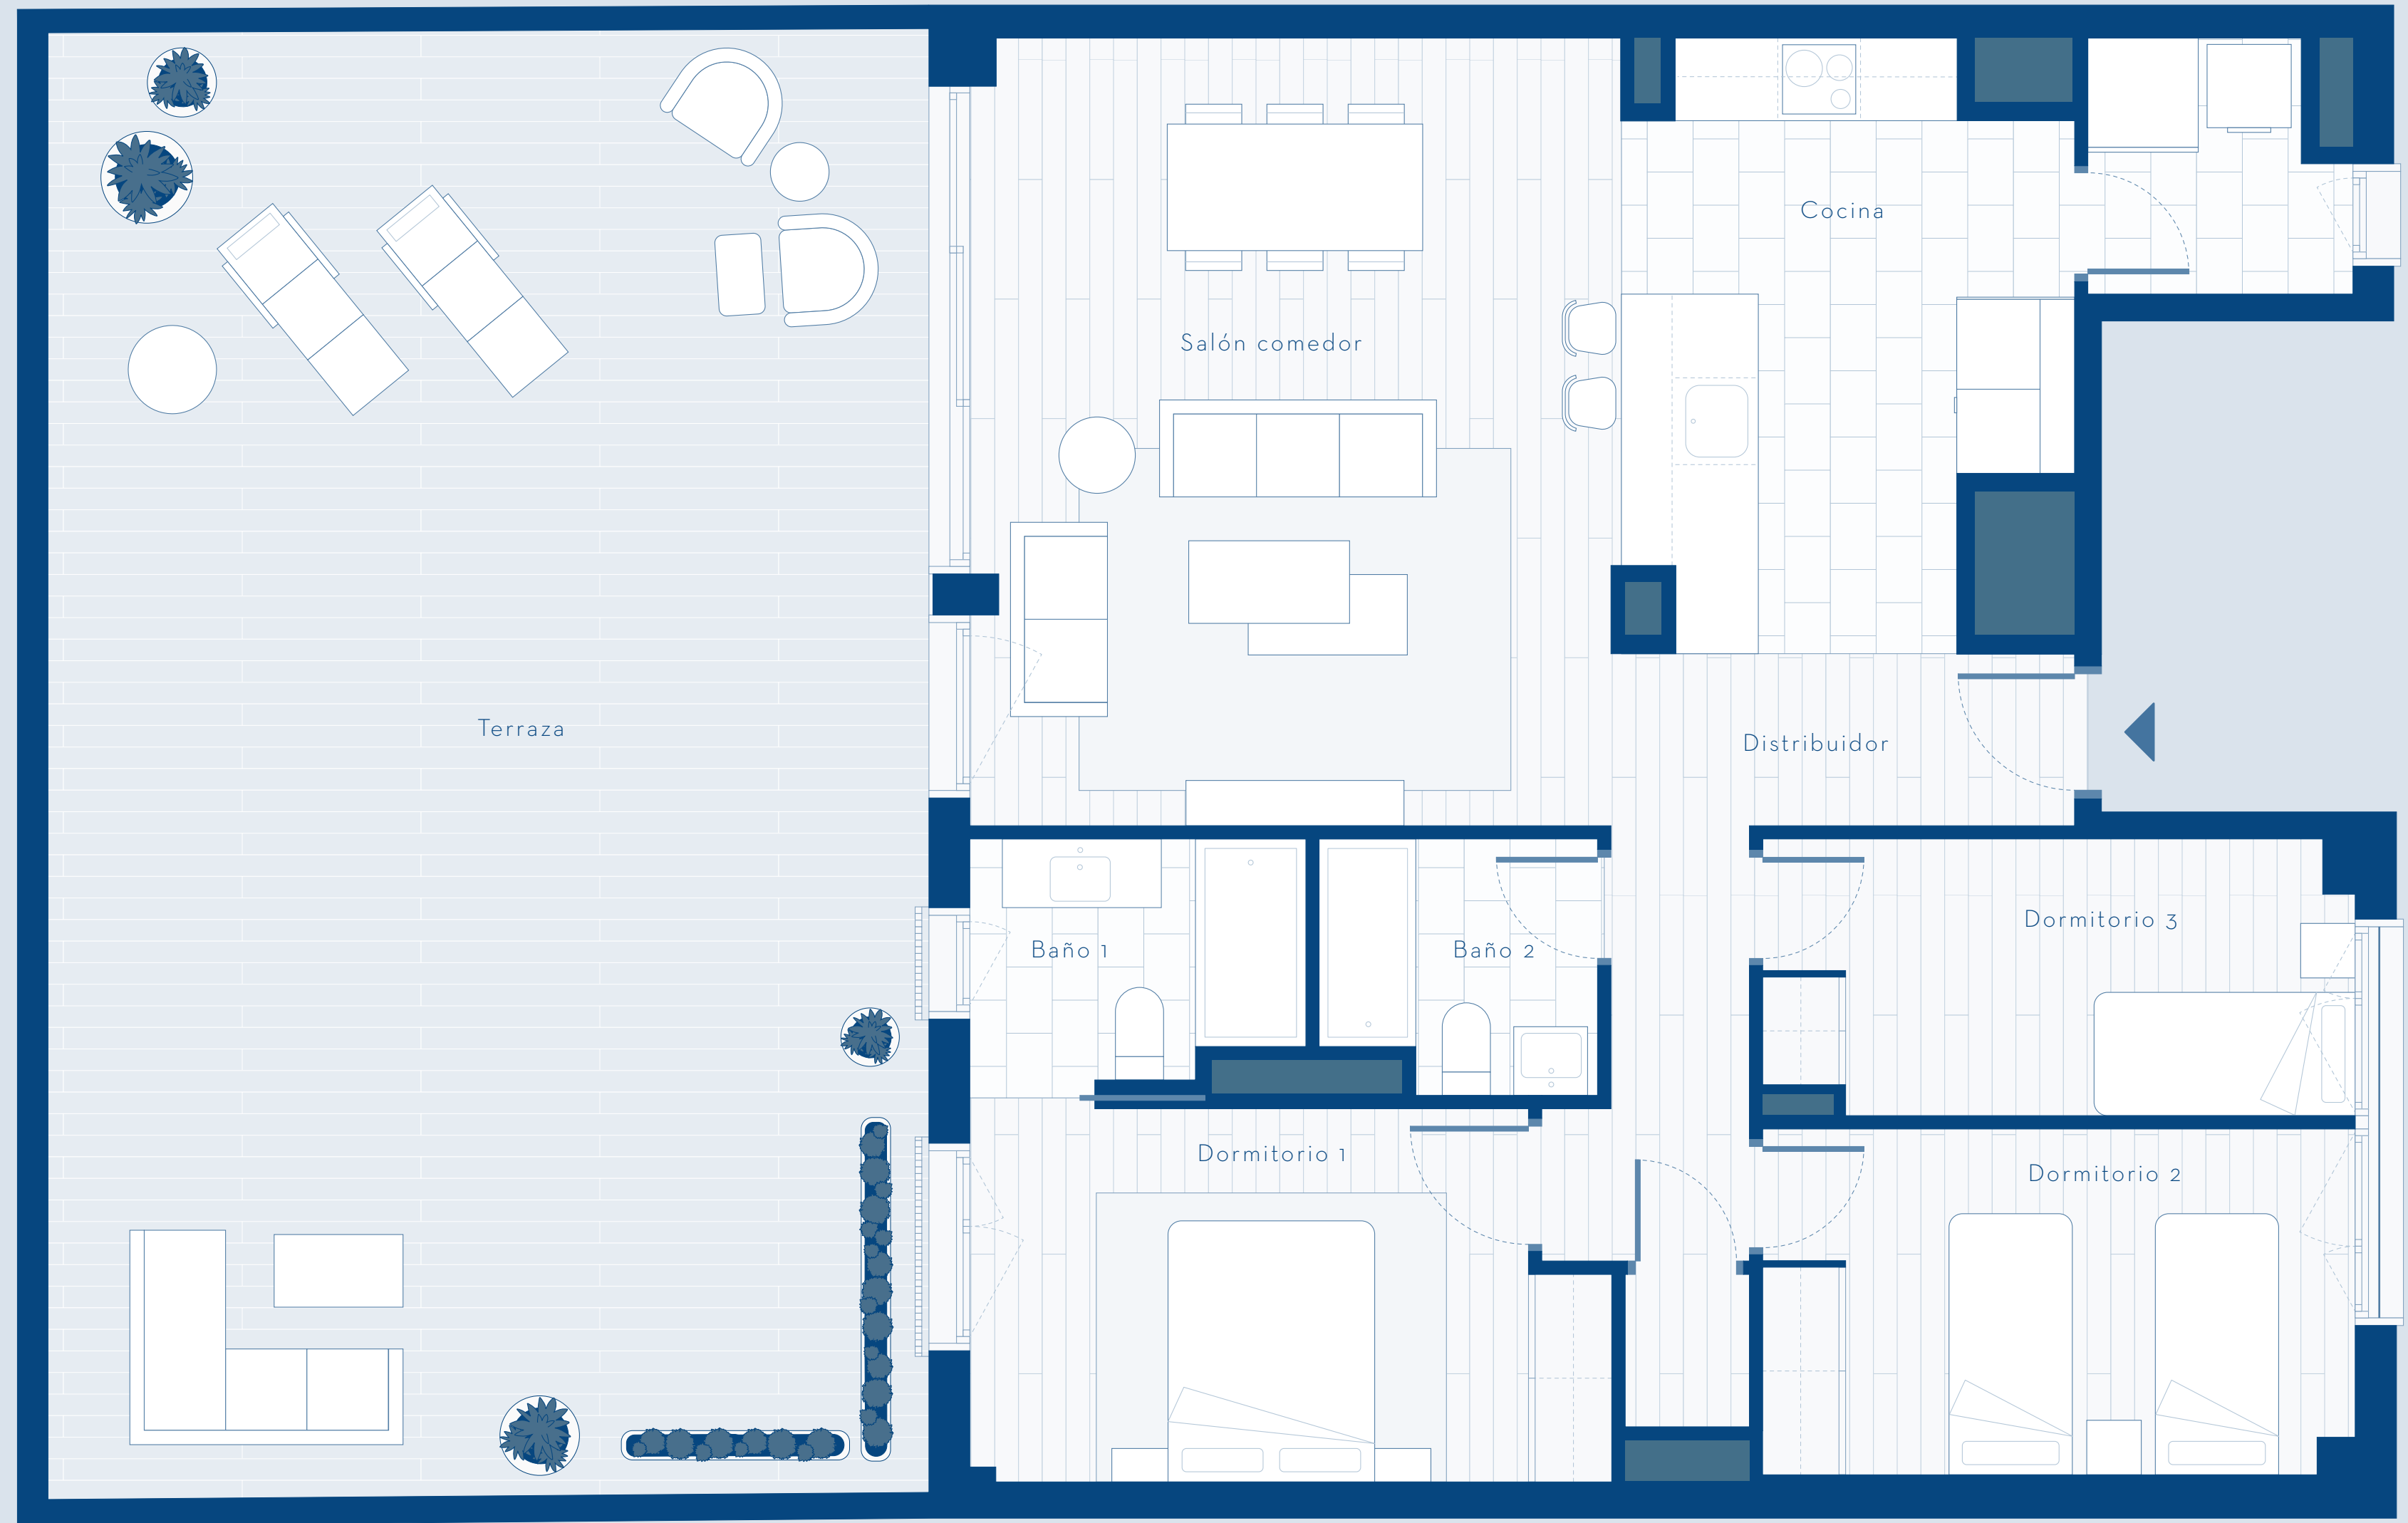 Cocina
Salón comedor
Terraza
Distribuidor
Dormitorio 3
Baño 1
Baño 2
Dormitorio 1
Dormitorio 2